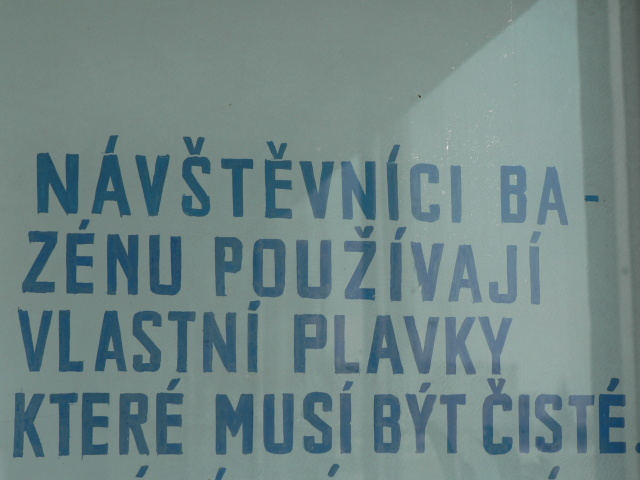 NÁVŠTĚVNÍCI BA-
ZÉNU POUŽÍVAJÍ
VLASTNÍ PLAVKY
KTERÉ MUSÍ BÝT ČISTÉ.